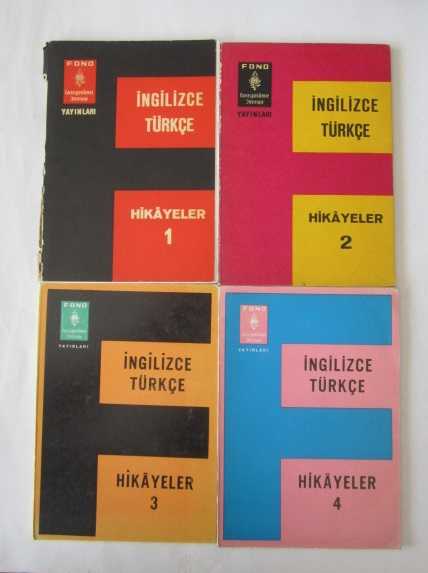 FONO
YAYINLARI
İNGİLİZCE
TÜRKÇE
HİKÂYELER
1
FONO
YAYINLARI
İNGİLİZCE
TÜRKÇE
HİKÂYELER
2
FONO
YAYINLARI
İNGİLİZCE
TÜRKÇE
HİKÂYELER
3
FONO
YAYINLARI
İNGİLİZCE
TÜRKÇE
HİKÂYELER
4